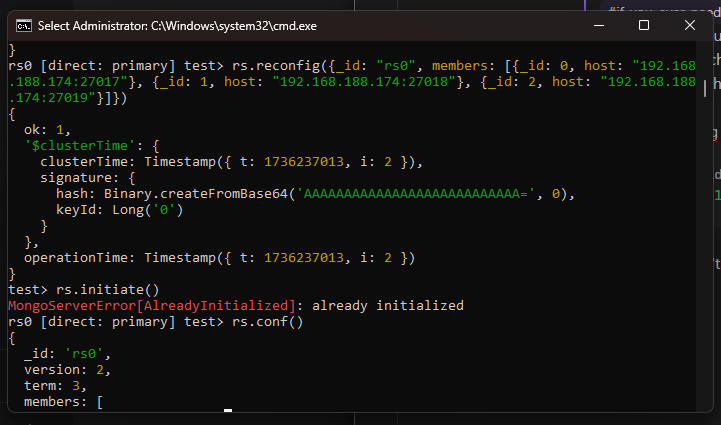 Select Administrator: C:\Windows\system32\cmd.exe
}
rs0 [direct: primary] test> rs.reconfig({_id: "rs0", members: [{_id: 0, host: "192.168
.188.174:27017"}, {_id: 1, host: "192.168.188.174:27018"}, {_id: 2, host: "192.168.188
.174:27019"}]})
{
  ok: 1,
  '$clusterTime': {
    clusterTime: Timestamp({ t: 1736237013, i: 2 }),
    signature: {
      hash: Binary.createFromBase64('AAAAAAAAAAAAAAAAAAAAAAAAAAA=', 0),
      keyId: Long('0')
    }
  },
  operationTime: Timestamp({ t: 1736237013, i: 2 })
}
test> rs.initiate()
MongoServerError[AlreadyInitialized]: already initialized
rs0 [direct: primary] test> rs.conf()
{
  _id: 'rs0',
  version: 2,
  term: 3,
  members: [